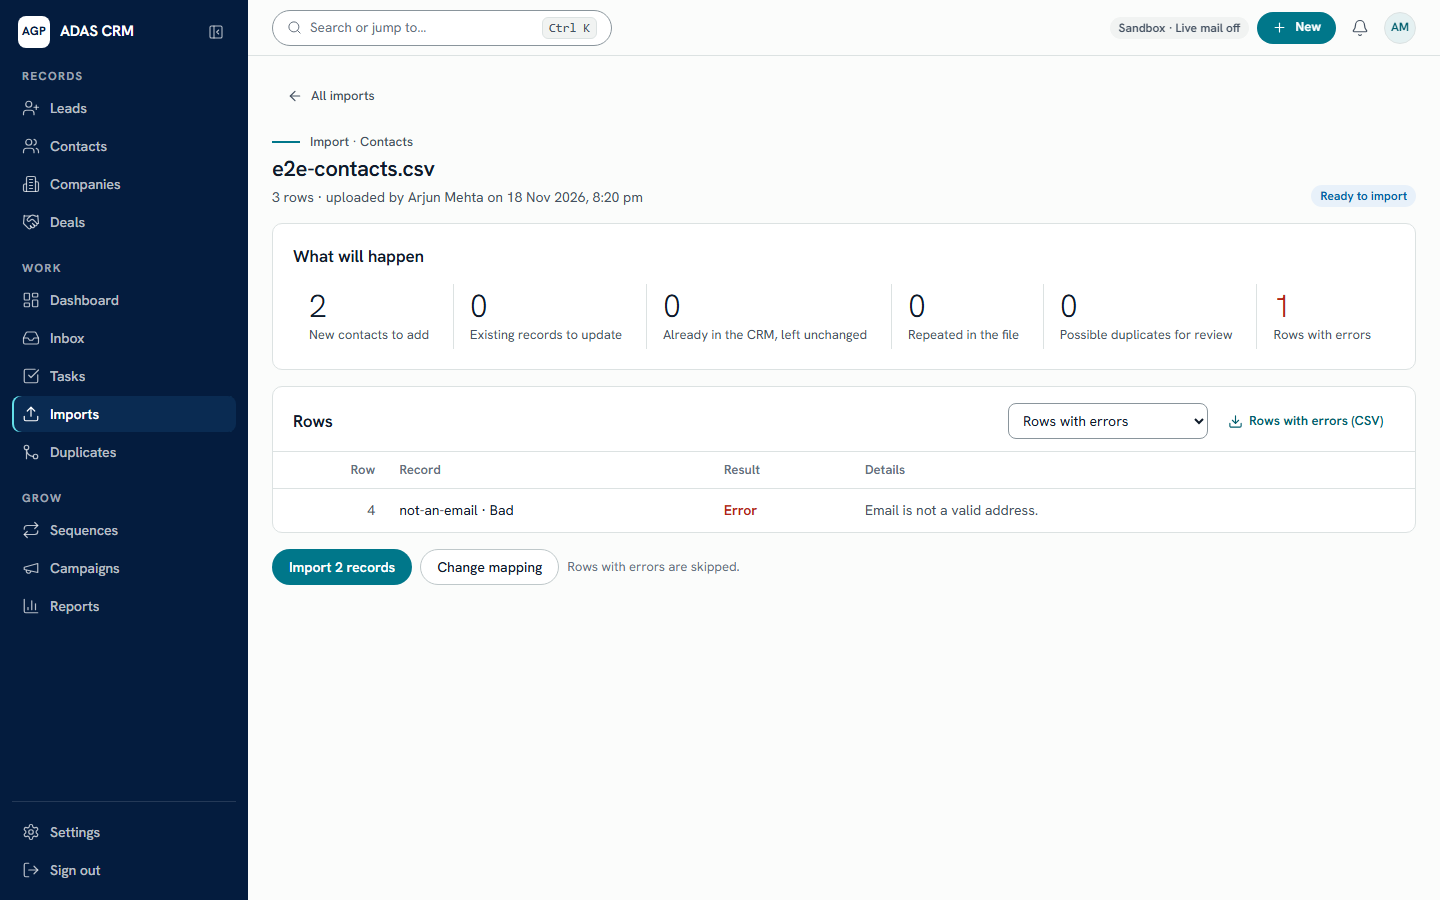 AGP ADAS CRM
RECORDS
Leads
Contacts
Companies
Deals
WORK
Dashboard
Inbox
Tasks
Imports
Duplicates
GROW
Sequences
Campaigns
Reports
Settings
Sign out
Search or jump to... Ctrl K
Sandbox · Live mail off
New
AM
All imports
Import · Contacts
e2e-contacts.csv
3 rows · uploaded by Arjun Mehta on 18 Nov 2026, 8:20 pm
Ready to import
What will happen
2
New contacts to add
0
Existing records to update
0
Already in the CRM, left unchanged
0
Repeated in the file
0
Possible duplicates for review
1
Rows with errors
Rows
Rows with errors
Rows with errors (CSV)
Row Record Result Details
4 not-an-email · Bad Error Email is not a valid address.
Import 2 records
Change mapping
Rows with errors are skipped.